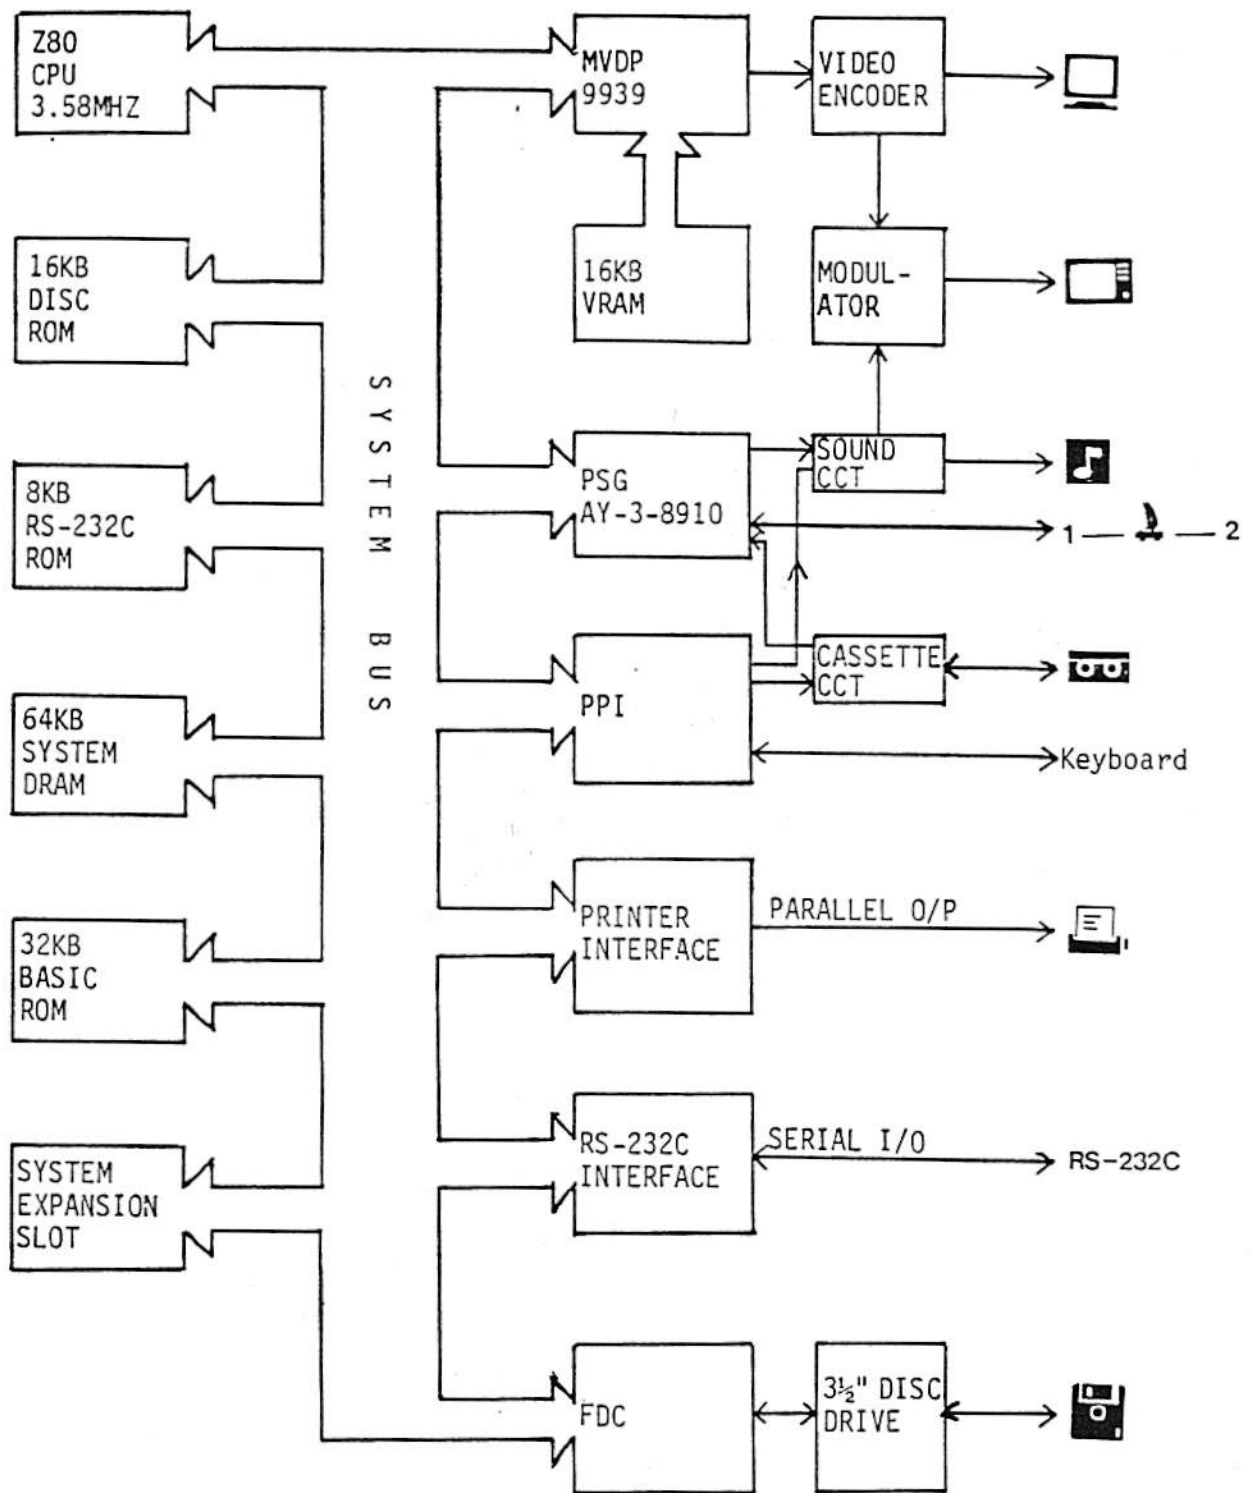 Z80
CPU
3.58MHZ
MVDP
9939
VIDEO
ENCODER
16KB
DISC
ROM
16KB
VRAM
MODUL-
ATOR
SYSTEM BUS
8KB
RS-232C
ROM
PSG
AY-3-8910
SOUND
CCT
1 — — 2
64KB
SYSTEM
DRAM
PPI
CASSETTE
CCT
Keyboard
32KB
BASIC
ROM
PRINTER
INTERFACE
PARALLEL O/P
SYSTEM
EXPANSION
SLOT
RS-232C
INTERFACE
SERIAL I/O
RS-232C
FDC
3½" DISC
DRIVE